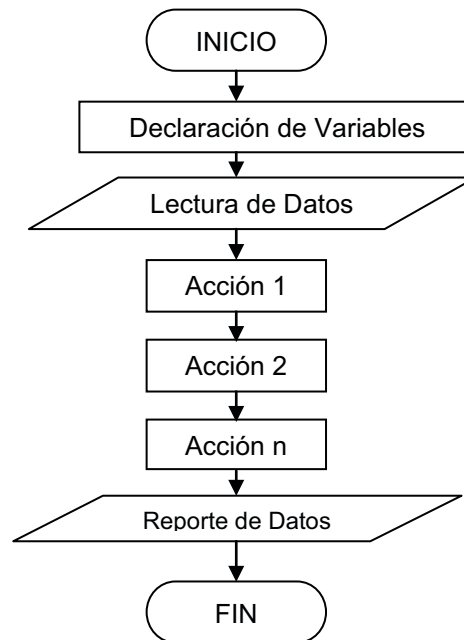 INICIO
Declaración de Variables
Lectura de Datos
Acción 1
Acción 2
Acción n
Reporte de Datos
FIN